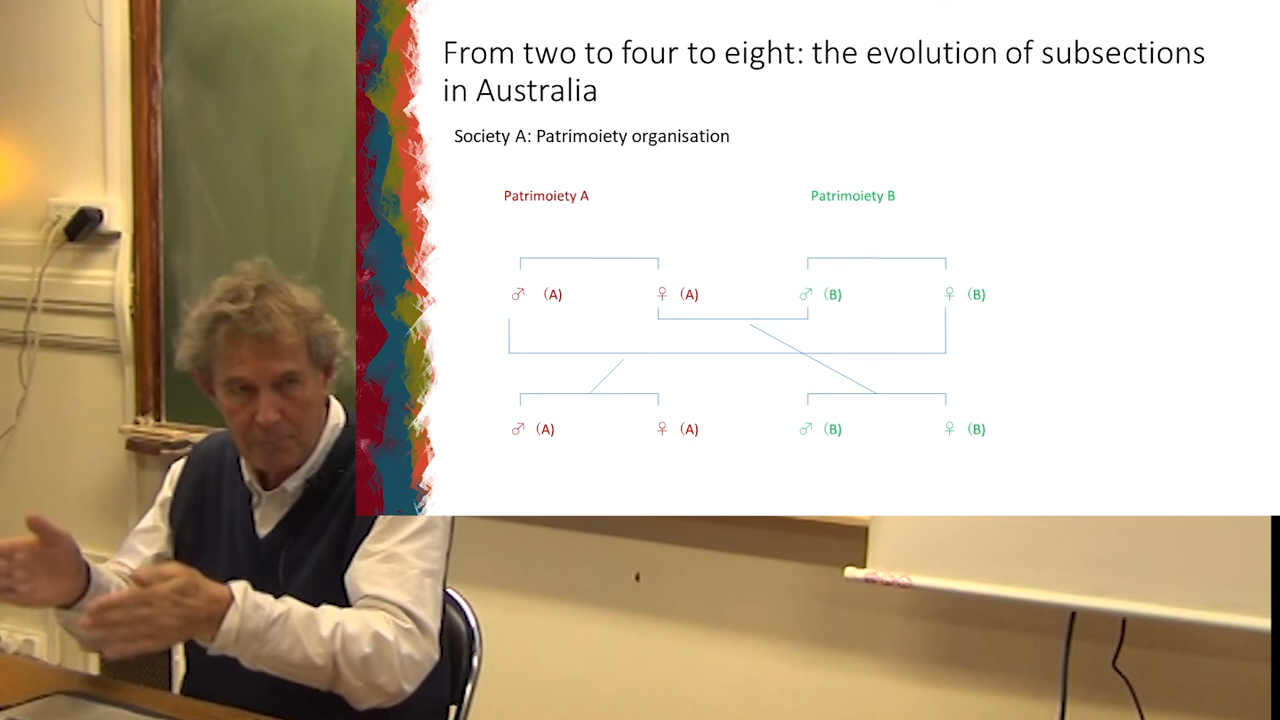 From two to four to eight: the evolution of subsections
in Australia
Society A: Patrimoiety organisation
Patrimoiety A Patrimoiety B
♂ (A) ♀ (A) ♂ (B) ♀ (B)
♂ (A) ♀ (A) ♂ (B) ♀ (B)